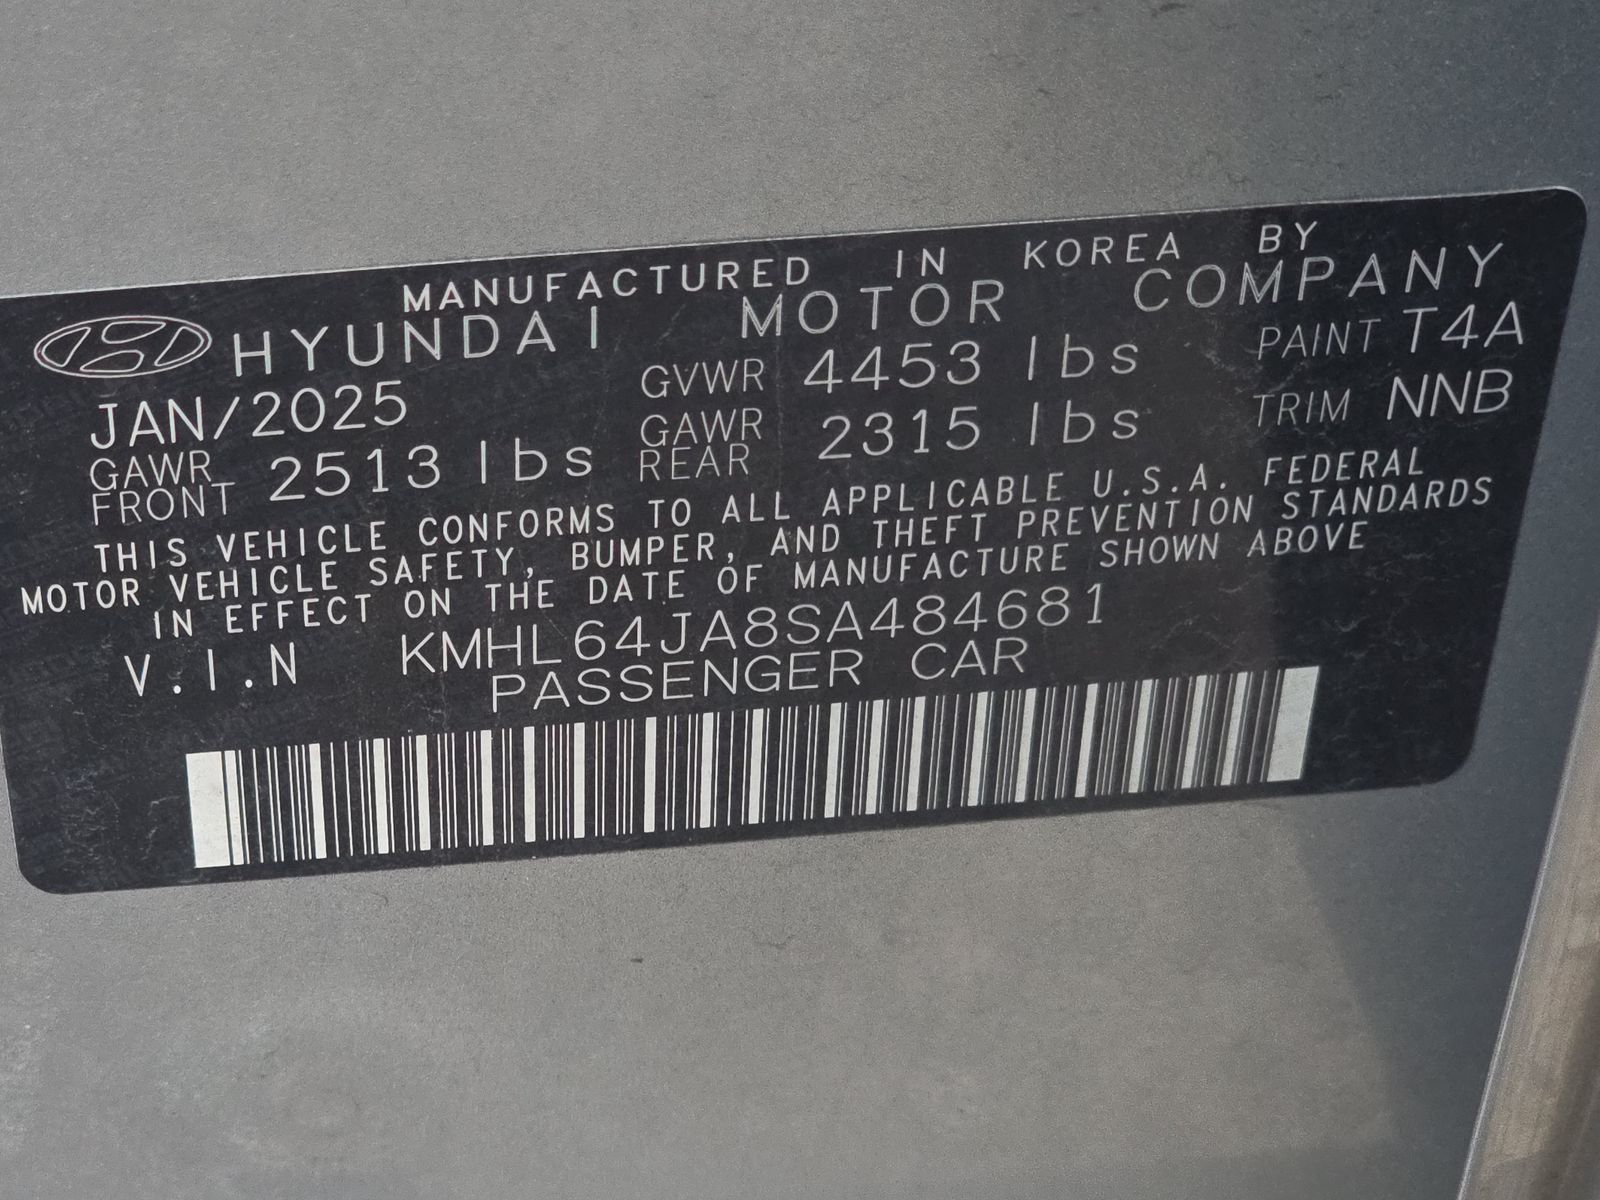 MANUFACTURED IN KOREA BY
HYUNDAI MOTOR COMPANY
JAN/2025 GVWR 4453 lbs PAINT T4A
GAWR FRONT 2513 lbs GAWR REAR 2315 lbs TRIM NNB
THIS VEHICLE CONFORMS TO ALL APPLICABLE U.S.A. FEDERAL
MOTOR VEHICLE SAFETY, BUMPER, AND THEFT PREVENTION STANDARDS
IN EFFECT ON THE DATE OF MANUFACTURE SHOWN ABOVE
V.I.N KMHL64JA8SA484681
PASSENGER CAR